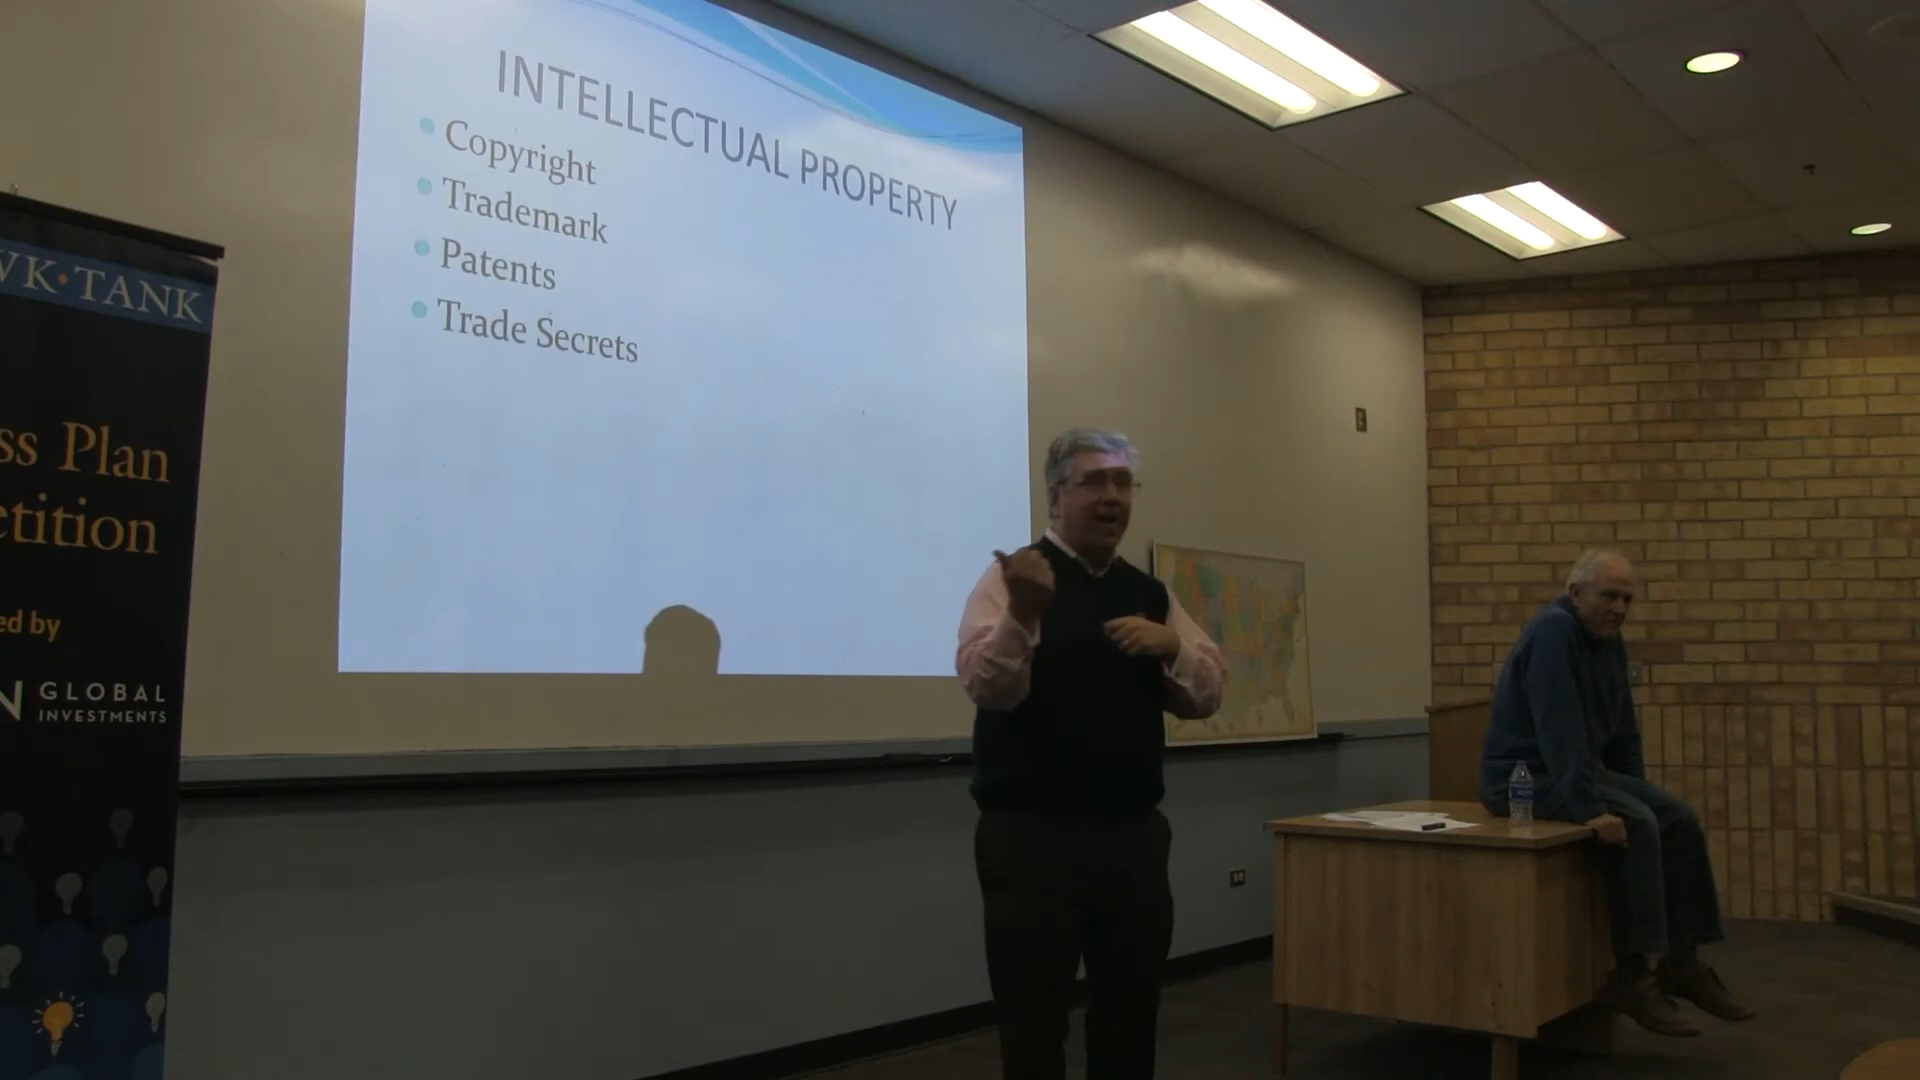 INTELLECTUAL PROPERTY
Copyright
Trademark
Patents
Trade Secrets
WK•TANK
ss Plan
etition
ed by
N GLOBAL
INVESTMENTS